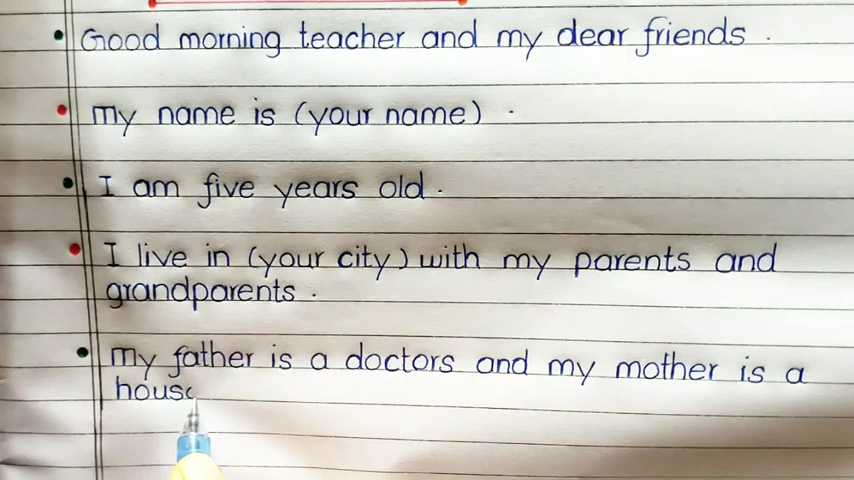 Good morning teacher and my dear friends .
my name is (your name) .
I am five years old .
I live in (your city) with my parents and
grandparents .
my father is a doctors and my mother is a